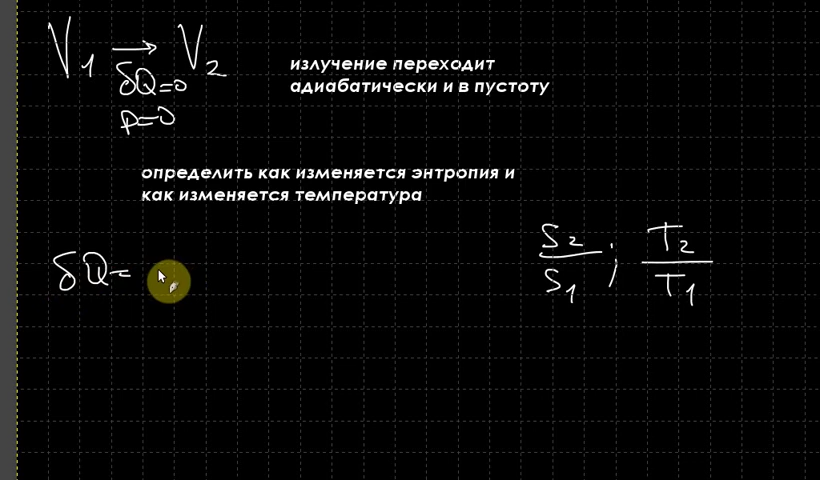 V₁ → V₂
δQ=0
p=0
излучение переходит
адиабатически и в пустоту
определить как изменяется энтропия и
как изменяется температура
δQ=
S₂/S₁ ; T₂/T₁